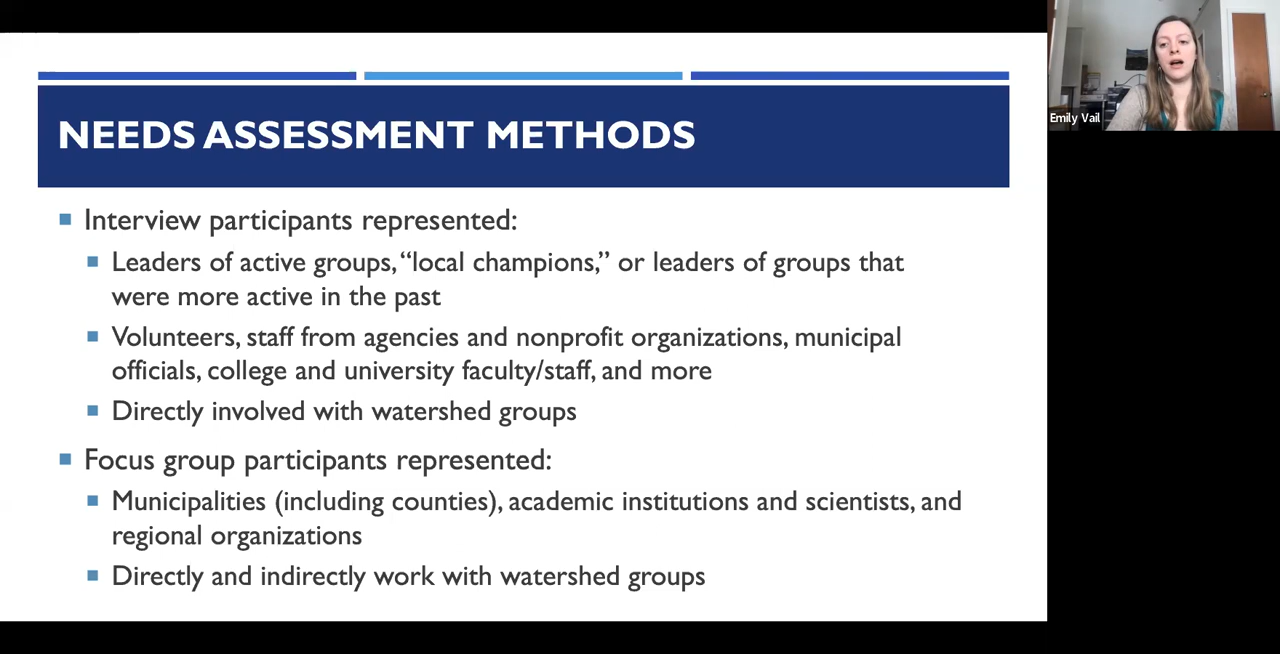 NEEDS ASSESSMENT METHODS
Interview participants represented:
Leaders of active groups, “local champions,” or leaders of groups that
were more active in the past
Volunteers, staff from agencies and nonprofit organizations, municipal
officials, college and university faculty/staff, and more
Directly involved with watershed groups
Focus group participants represented:
Municipalities (including counties), academic institutions and scientists, and
regional organizations
Directly and indirectly work with watershed groups
Emily Vail